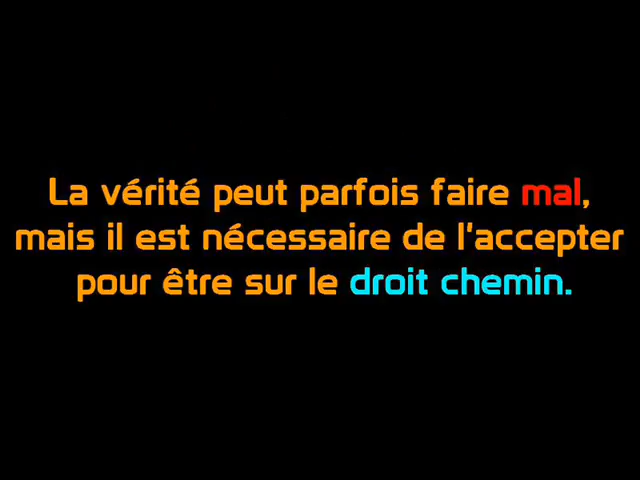 La vérité peut parfois faire mal,
mais il est nécessaire de l'accepter
pour être sur le droit chemin.